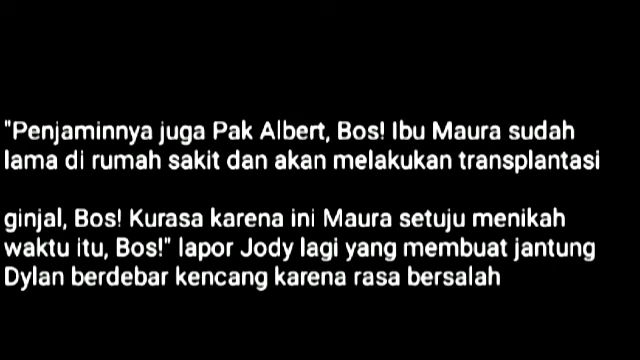 "Penjaminnya juga Pak Albert, Bos! Ibu Maura sudah
lama di rumah sakit dan akan melakukan transplantasi
ginjal, Bos! Kurasa karena ini Maura setuju menikah
waktu itu, Bos!" lapor Jody lagi yang membuat jantung
Dylan berdebar kencang karena rasa bersalah